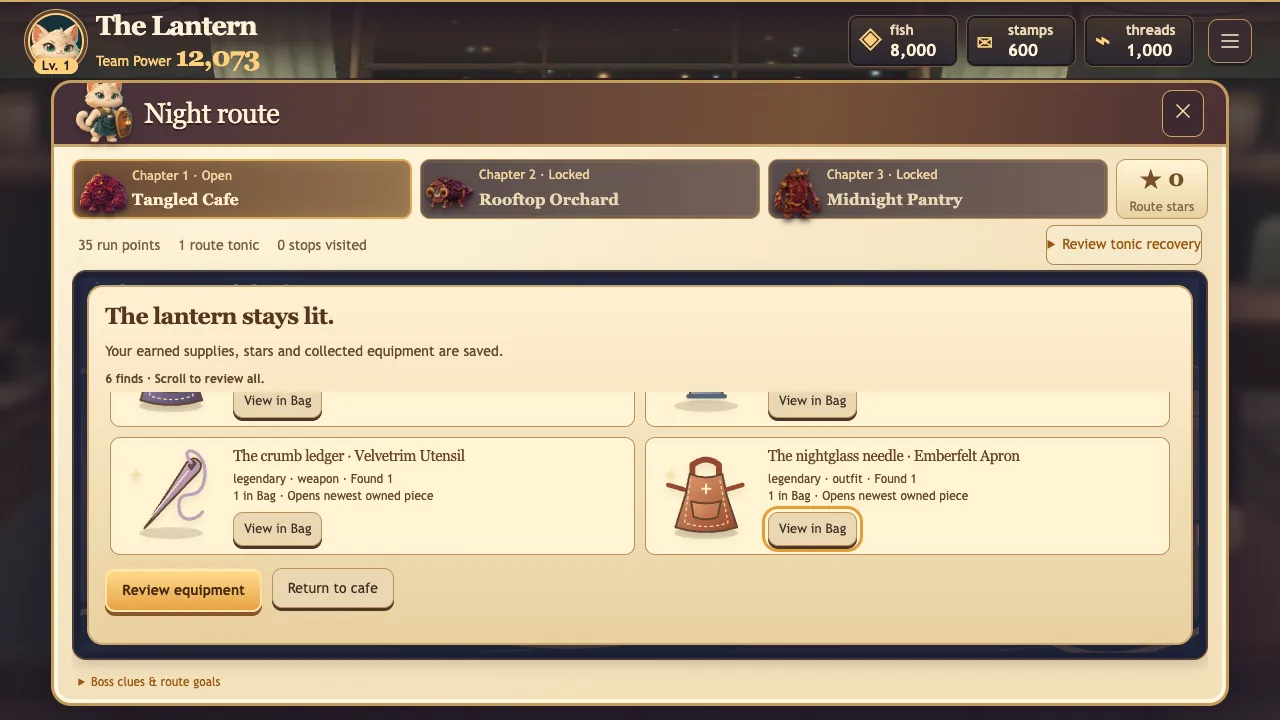 The Lantern
Lv. 1
Team Power 12,073
fish
8,000
stamps
600
threads
1,000
Night route
Chapter 1 · Open
Tangled Cafe
Chapter 2 · Locked
Rooftop Orchard
Chapter 3 · Locked
Midnight Pantry
★ 0
Route stars
35 run points 1 route tonic 0 stops visited
▶ Review tonic recovery
The lantern stays lit.
Your earned supplies, stars and collected equipment are saved.
6 finds · Scroll to review all.
View in Bag
View in Bag
The crumb ledger · Velvetrim Utensil
legendary · weapon · Found 1
1 in Bag · Opens newest owned piece
View in Bag
The nightglass needle · Emberfelt Apron
legendary · outfit · Found 1
1 in Bag · Opens newest owned piece
View in Bag
Review equipment
Return to cafe
▶ Boss clues & route goals